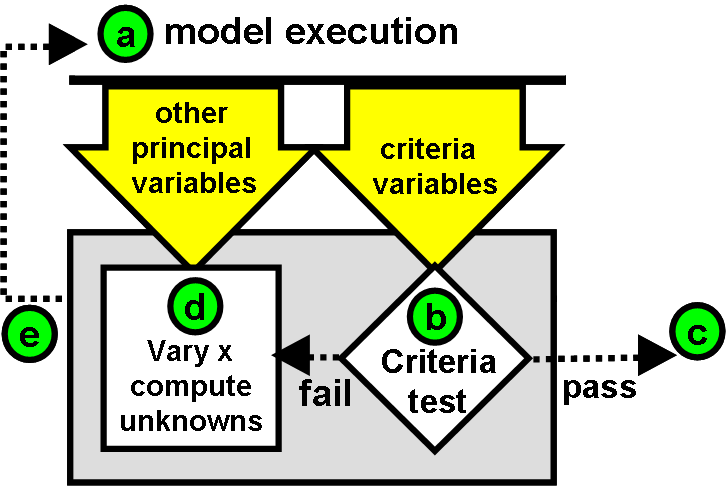 a model execution
other
principal
variables
criteria
variables
d
Vary x
compute
unknowns
b
Criteria
test
fail
pass
c
e